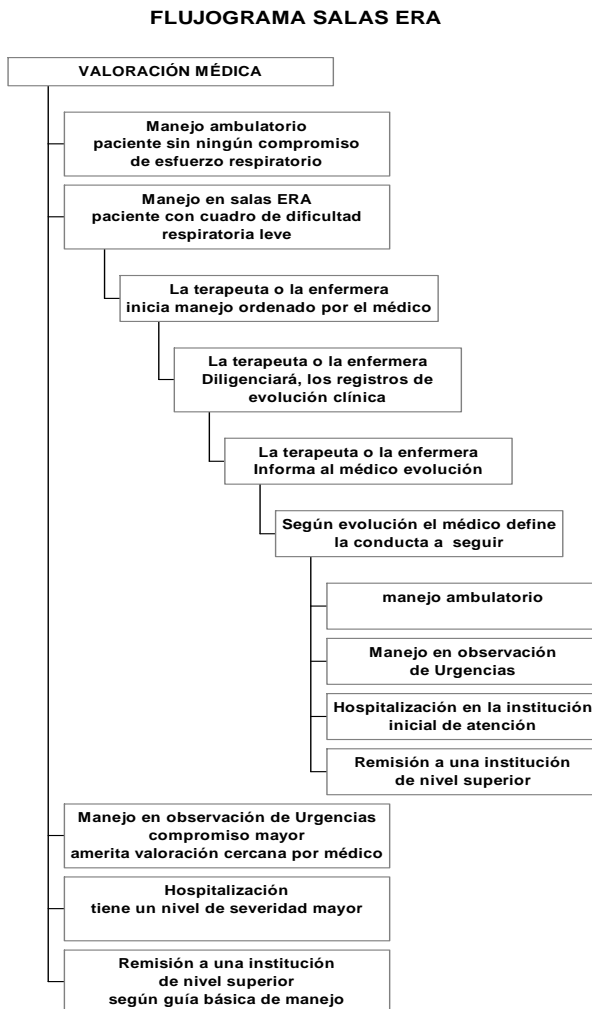 FLUJOGRAMA SALAS ERA
VALORACIÓN MÉDICA
Manejo ambulatorio
paciente sin ningún compromiso
de esfuerzo respiratorio
Manejo en salas ERA
paciente con cuadro de dificultad
respiratoria leve
La terapeuta o la enfermera
inicia manejo ordenado por el médico
La terapeuta o la enfermera
Diligenciará, los registros de
evolución clínica
La terapeuta o la enfermera
Informa al médico evolución
Según evolución el médico define
la conducta a seguir
manejo ambulatorio
Manejo en observación
de Urgencias
Hospitalización en la institución
inicial de atención
Remisión a una institución
de nivel superior
Manejo en observación de Urgencias
compromiso mayor
amerita valoración cercana por médico
Hospitalización
tiene un nivel de severidad mayor
Remisión a una institución
de nivel superior
según guía básica de manejo